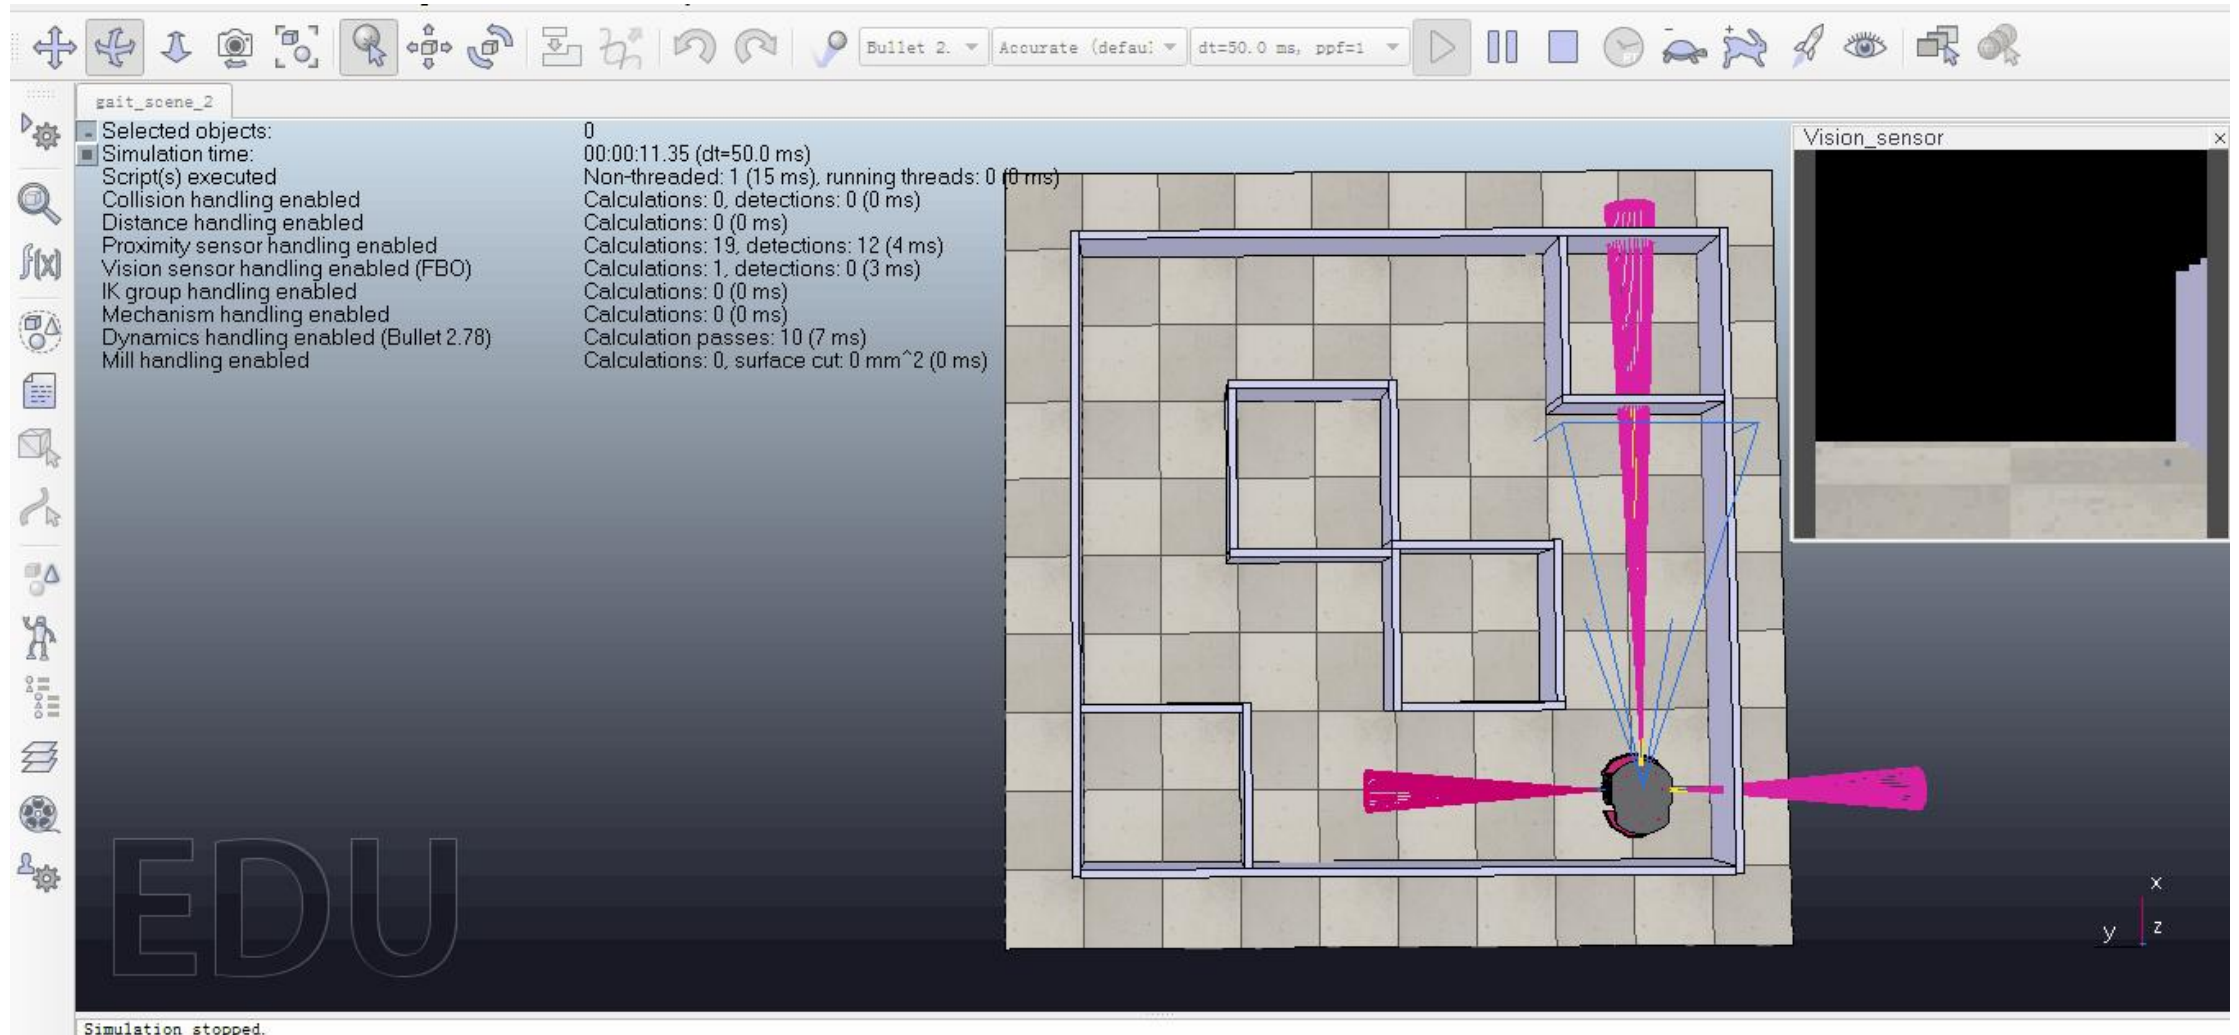 Bullet 2.
Accurate (defau
dt=50.0 ms, ppf=1
gait_scene_2
Selected objects: 0
Simulation time: 00:00:11.35 (dt=50.0 ms)
Script(s) executed Non-threaded: 1 (15 ms), running threads: 0 (0 ms)
Collision handling enabled Calculations: 0, detections: 0 (0 ms)
Distance handling enabled Calculations: 0 (0 ms)
Proximity sensor handling enabled Calculations: 19, detections: 12 (4 ms)
Vision sensor handling enabled (FBO) Calculations: 1, detections: 0 (3 ms)
IK group handling enabled Calculations: 0 (0 ms)
Mechanism handling enabled Calculations: 0 (0 ms)
Dynamics handling enabled (Bullet 2.78) Calculation passes: 10 (7 ms)
Mill handling enabled Calculations: 0, surface cut: 0 mm^2 (0 ms)
Vision_sensor
f(x)
EDU
x
y z
Simulation stopped.